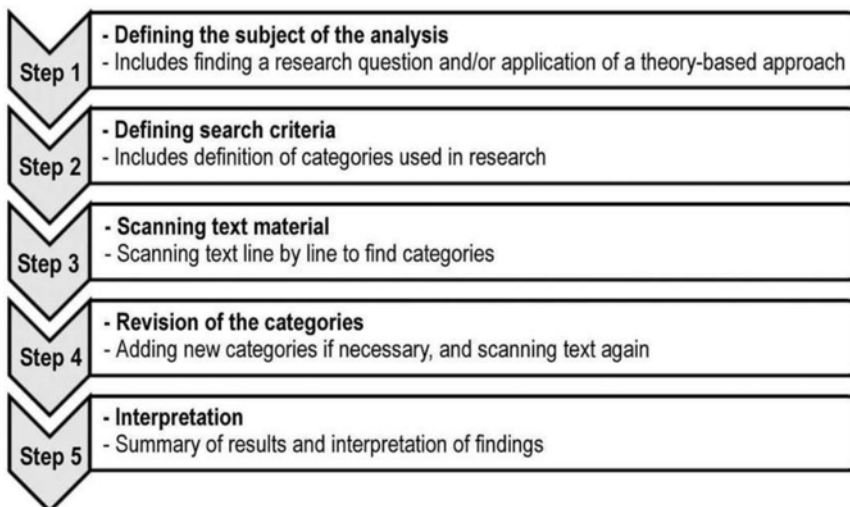 Step 1
- Defining the subject of the analysis
- Includes finding a research question and/or application of a theory-based approach
Step 2
- Defining search criteria
- Includes definition of categories used in research
Step 3
- Scanning text material
- Scanning text line by line to find categories
Step 4
- Revision of the categories
- Adding new categories if necessary, and scanning text again
Step 5
- Interpretation
- Summary of results and interpretation of findings